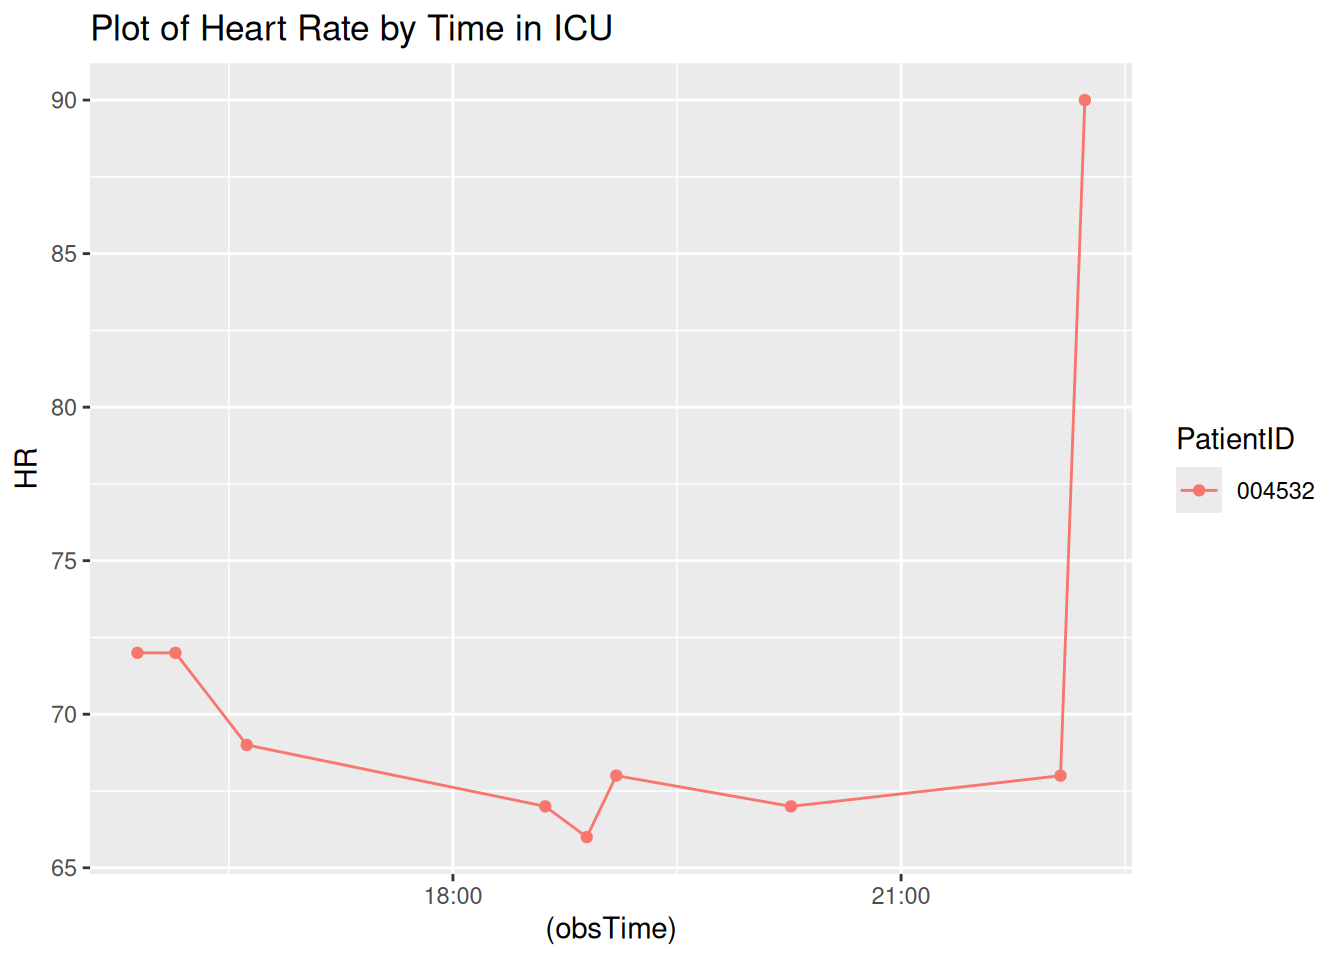 Plot of Heart Rate by Time in ICU
90
85
80
75
70
65
HR
18:00
21:00
(obsTime)
PatientID
004532